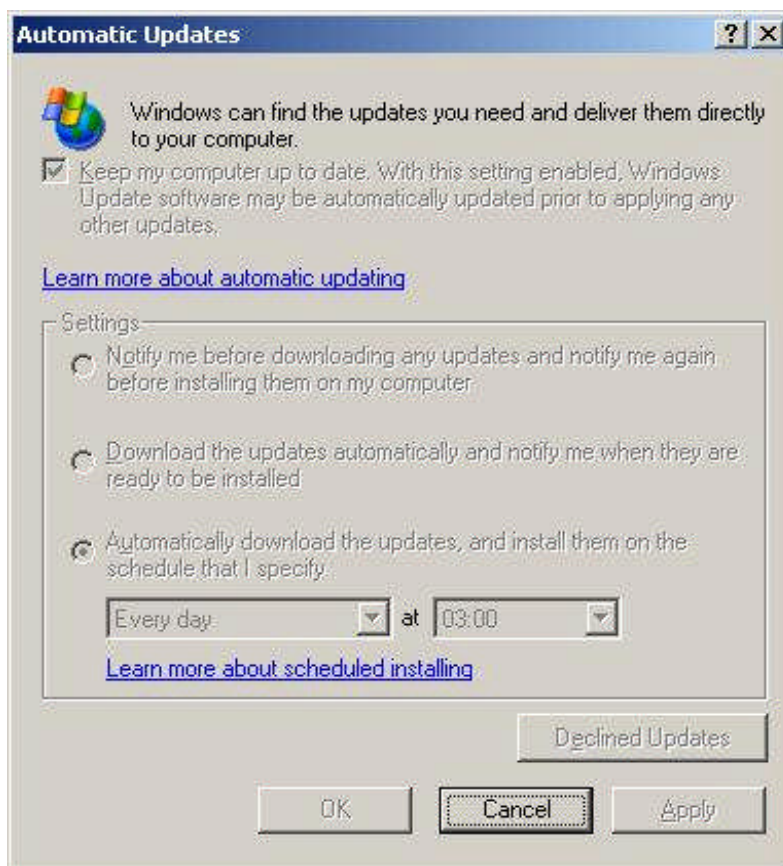 Automatic Updates
Windows can find the updates you need and deliver them directly
to your computer.
Keep my computer up to date. With this setting enabled, Windows
Update software may be automatically updated prior to applying any
other updates.
Learn more about automatic updating
Settings
Notify me before downloading any updates and notify me again
before installing them on my computer
Download the updates automatically and notify me when they are
ready to be installed
Automatically download the updates, and install them on the
schedule that I specify
Every day at 03:00
Learn more about scheduled installing
Declined Updates
OK Cancel Apply